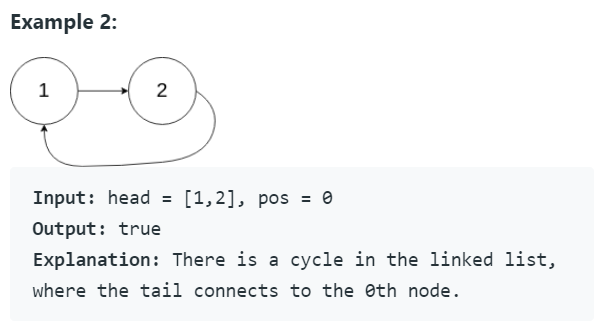 Example 2:
1 2
Input: head = [1,2], pos = 0
Output: true
Explanation: There is a cycle in the linked list,
where the tail connects to the 0th node.